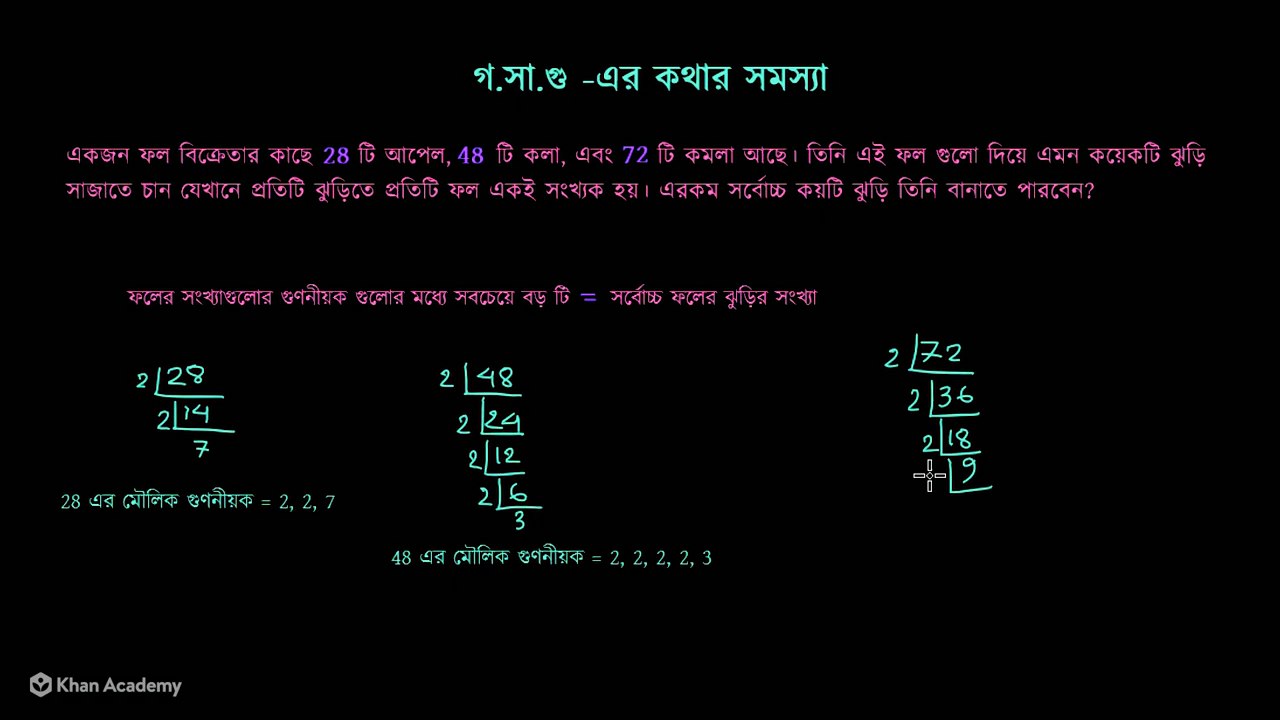 গ.সা.গু -এর কথার সমস্যা
একজন ফল বিক্রেতার কাছে 28 টি আপেল, 48 টি কলা, এবং 72 টি কমলা আছে। তিনি এই ফল গুলো দিয়ে এমন কয়েকটি ঝুড়ি
সাজাতে চান যেখানে প্রতিটি ঝুড়িতে প্রতিটি ফল একই সংখ্যক হয়। এরকম সর্বোচ্চ কয়টি ঝুড়ি তিনি বানাতে পারবেন?
ফলের সংখ্যাগুলোর গুণনীয়ক গুলোর মধ্যে সবচেয়ে বড় টি = সর্বোচ্চ ফলের ঝুড়ির সংখ্যা
2 28
2 14
7
28 এর মৌলিক গুণনীয়ক = 2, 2, 7
2 48
2 24
2 12
2 6
3
48 এর মৌলিক গুণনীয়ক = 2, 2, 2, 2, 3
2 72
2 36
2 18
9
Khan Academy